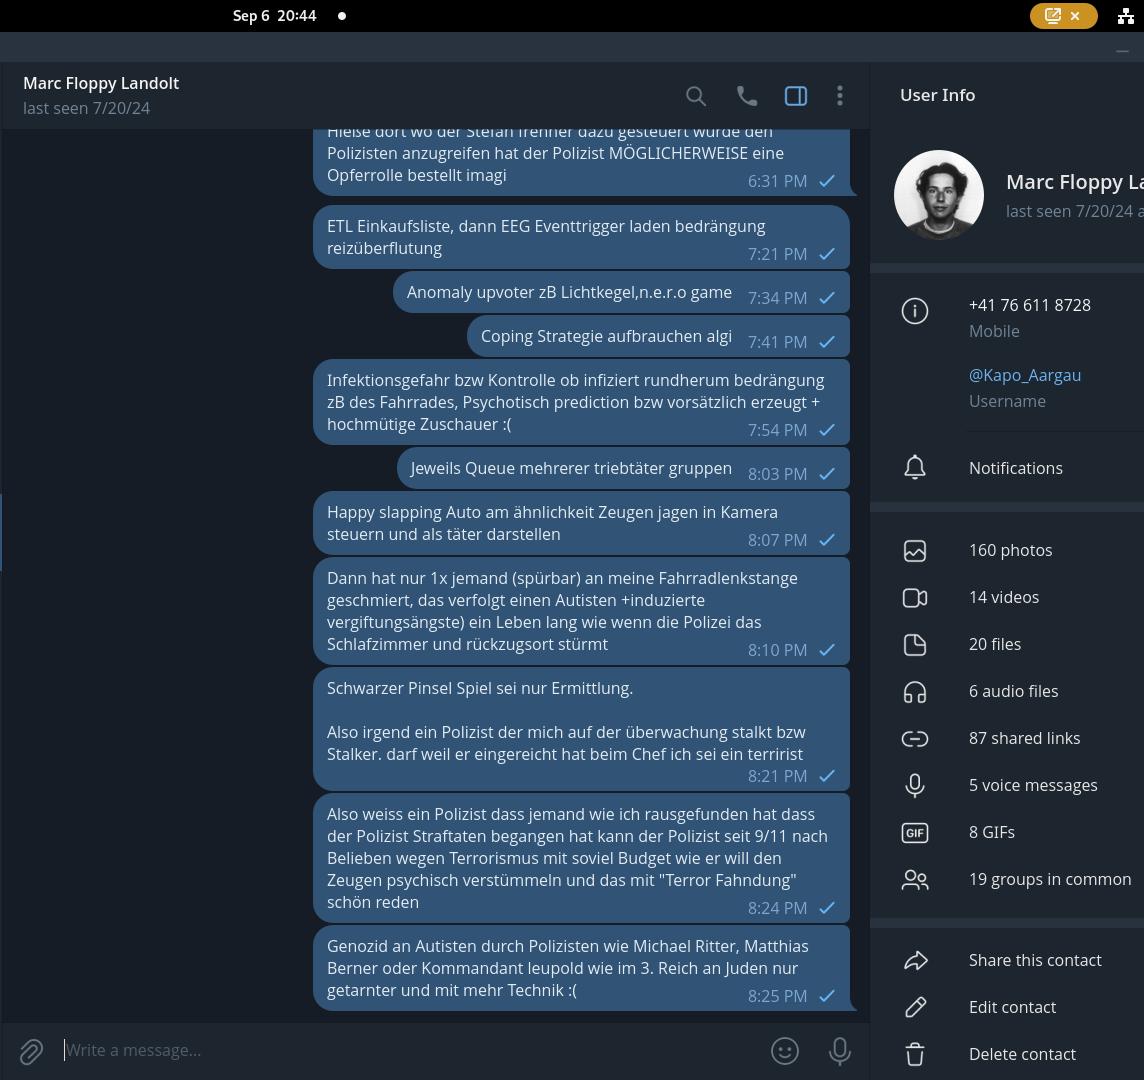 Sep 6 20:44
Marc Floppy Landolt
last seen 7/20/24
User Info
Hieße dort wo der Stefan frehner dazu gesteuert wurde den
Polizisten anzugreifen hat der Polizist MÖGLICHERWEISE eine
Opferrolle bestellt imagi
6:31 PM
ETL Einkaufsliste, dann EEG Eventtrigger laden bedrängung
reizüberflutung
7:21 PM
Anomaly upvoter zB Lichtkegel,n.e.r.o game 7:34 PM
Coping Strategie aufbrauchen algi 7:41 PM
Infektionsgefahr bzw Kontrolle ob infiziert rundherum bedrängung
zB des Fahrrades, Psychotisch prediction bzw vorsätzlich erzeugt +
hochmütige Zuschauer :(
7:54 PM
Jeweils Queue mehrerer triebtäter gruppen 8:03 PM
Happy slapping Auto am ähnlichkeit Zeugen jagen in Kamera
steuern und als täter darstellen
8:07 PM
Dann hat nur 1x jemand (spürbar) an meine Fahrradlenkstange
geschmiert, das verfolgt einen Autisten +induzierte
vergiftungsängste) ein Leben lang wie wenn die Polizei das
Schlafzimmer und rückzugsort stürmt
8:10 PM
Schwarzer Pinsel Spiel sei nur Ermittlung.
Also irgend ein Polizist der mich auf der überwachung stalkt bzw
Stalker. darf weil er eingereicht hat beim Chef ich sei ein terririst
8:21 PM
Also weiss ein Polizist dass jemand wie ich rausgefunden hat dass
der Polizist Straftaten begangen hat kann der Polizist seit 9/11 nach
Belieben wegen Terrorismus mit soviel Budget wie er will den
Zeugen psychisch verstümmeln und das mit "Terror Fahndung"
schön reden
8:24 PM
Genozid an Autisten durch Polizisten wie Michael Ritter, Matthias
Berner oder Kommandant leupold wie im 3. Reich an Juden nur
getarnter und mit mehr Technik :(
8:25 PM
Write a message...
Marc Floppy La
last seen 7/20/24 a
+41 76 611 8728
Mobile
@Kapo_Aargau
Username
Notifications
160 photos
14 videos
20 files
6 audio files
87 shared links
5 voice messages
GIF 8 GIFs
19 groups in common
Share this contact
Edit contact
Delete contact